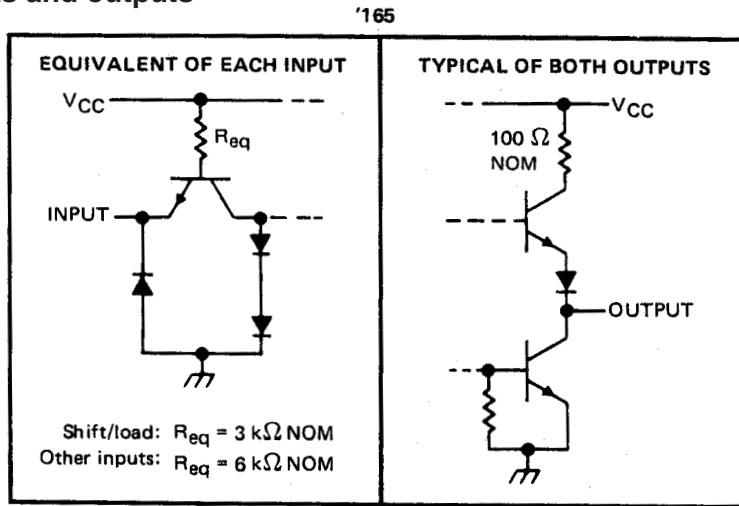 s and outputs
'165
EQUIVALENT OF EACH INPUT
VCC
Req
INPUT
Shift/load: Req = 3 kΩ NOM
Other inputs: Req = 6 kΩ NOM
TYPICAL OF BOTH OUTPUTS
VCC
100 Ω
NOM
OUTPUT